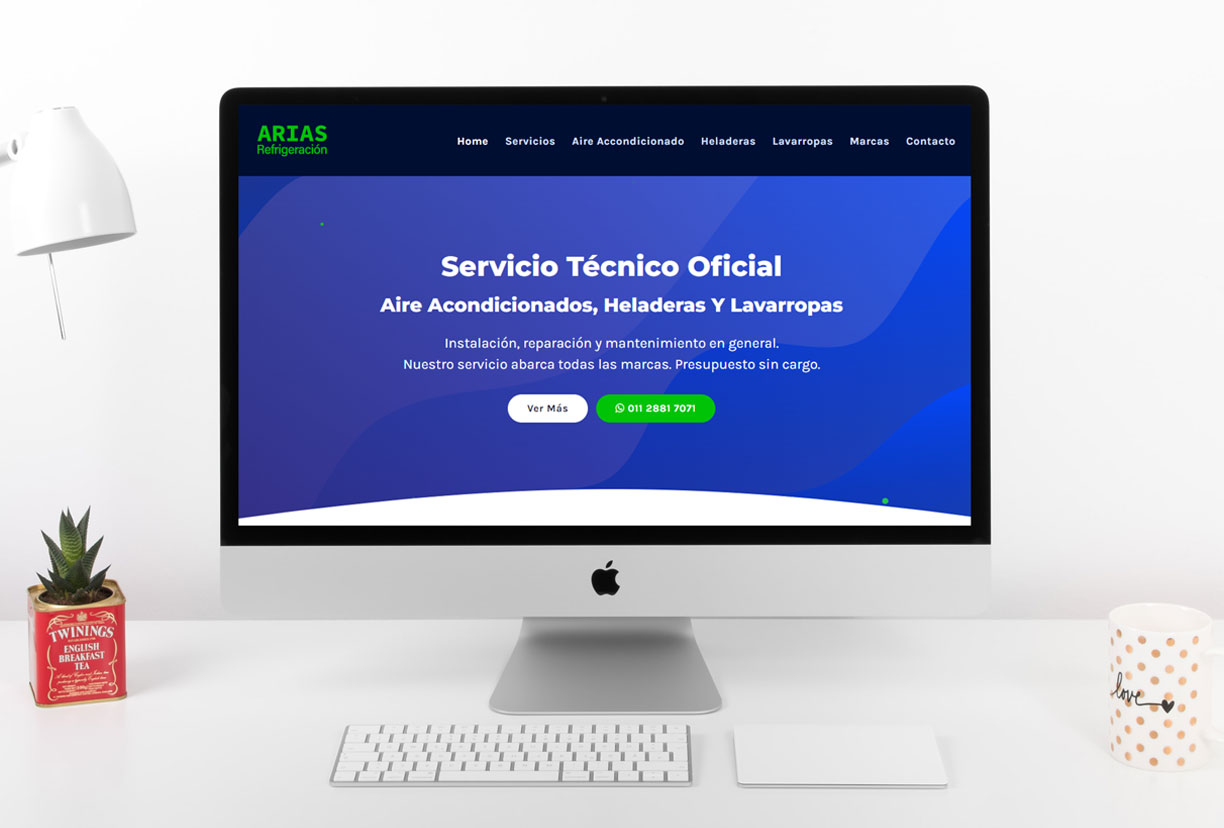 ARIAS
Refrigeración
Home Servicios Aire Accondicionado Heladeras Lavarropas Marcas Contacto
Servicio Técnico Oficial
Aire Acondicionados, Heladeras Y Lavarropas
Instalación, reparación y mantenimiento en general.
Nuestro servicio abarca todas las marcas. Presupuesto sin cargo.
Ver Más 011 2881 7071
TWININGS
ENGLISH
BREAKFAST
TEA
love